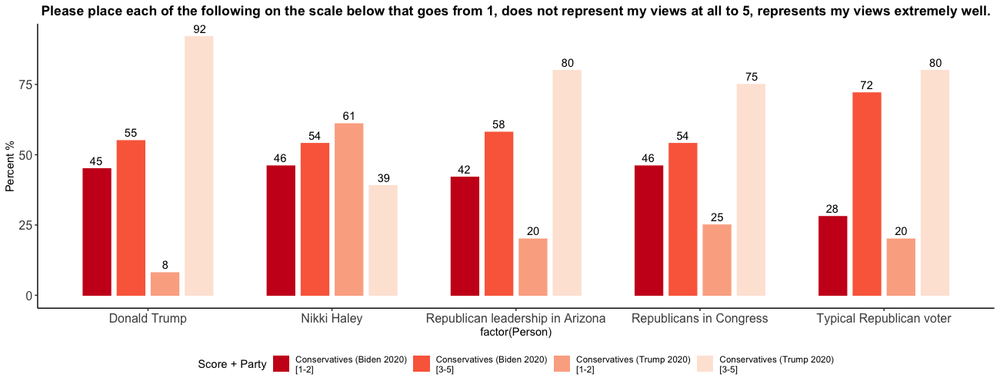 Please place each of the following on the scale below that goes from 1, does not represent my views at all to 5, represents my views extremely well.
Percent %
75
50
25
0
45
55
8
92
46
54
61
39
42
58
20
80
46
54
25
75
28
72
20
80
Donald Trump
Nikki Haley
Republican leadership in Arizona
Republicans in Congress
Typical Republican voter
factor(Person)
Score + Party
Conservatives (Biden 2020)
[1-2]
Conservatives (Biden 2020)
[3-5]
Conservatives (Trump 2020)
[1-2]
Conservatives (Trump 2020)
[3-5]